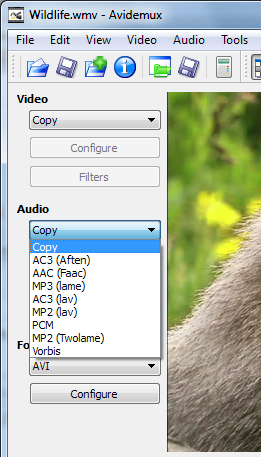 Wildlife.wmv - Avidemux
File Edit View Video Audio Tools
Video
Copy
Configure
Filters
Audio
Copy
Copy
AC3 (Aften)
AAC (Faac)
MP3 (lame)
AC3 (lav)
MP2 (lav)
PCM
MP2 (Twolame)
Vorbis
Fo
AVI
Configure